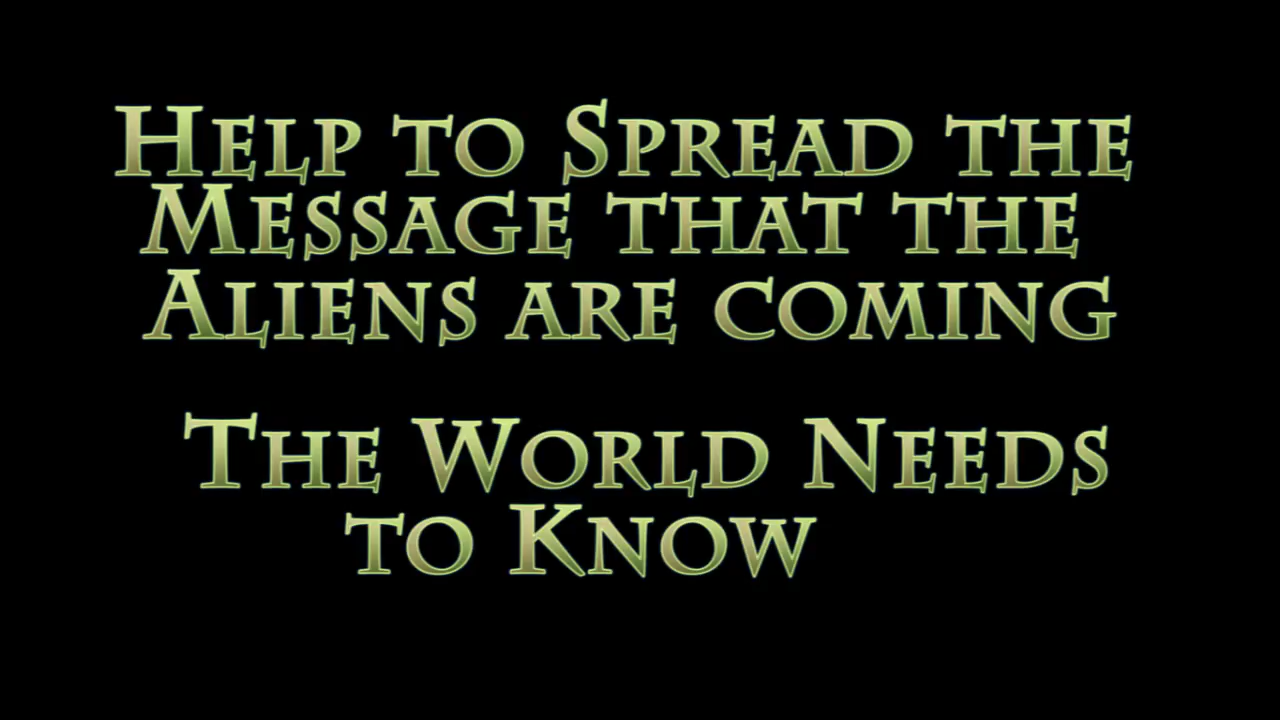 Help to Spread the
Message that the
Aliens are coming
The World Needs
to Know